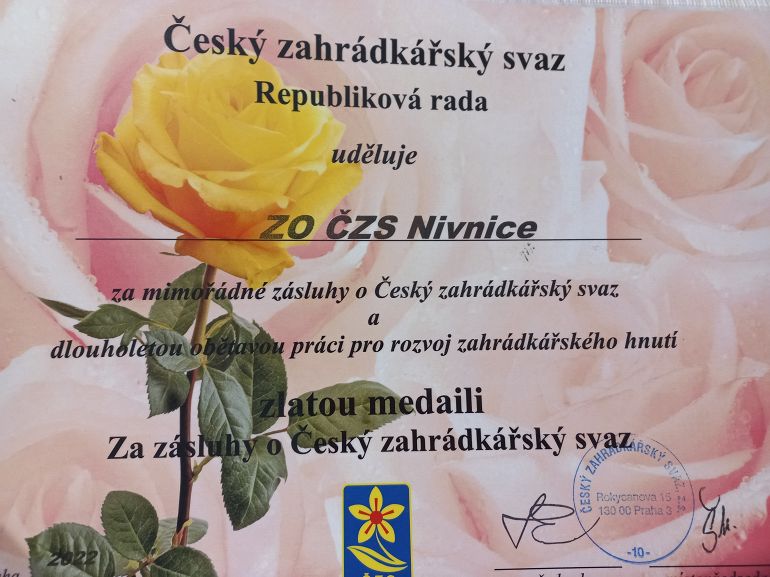 Český zahrádkářský svaz
Republiková rada
uděluje
ZO ČZS Nivnice
za mimořádné zásluhy o Český zahrádkářský svaz
a
dlouholetou obětavou práci pro rozvoj zahrádkářského hnutí
zlatou medaili
Za zásluhy o Český zahrádkářský svaz
ČESKÝ ZAHRÁDKÁŘSKÝ SVAZ, z.s.
Rokycanova 15
130 00 Praha 3
-10-
2022